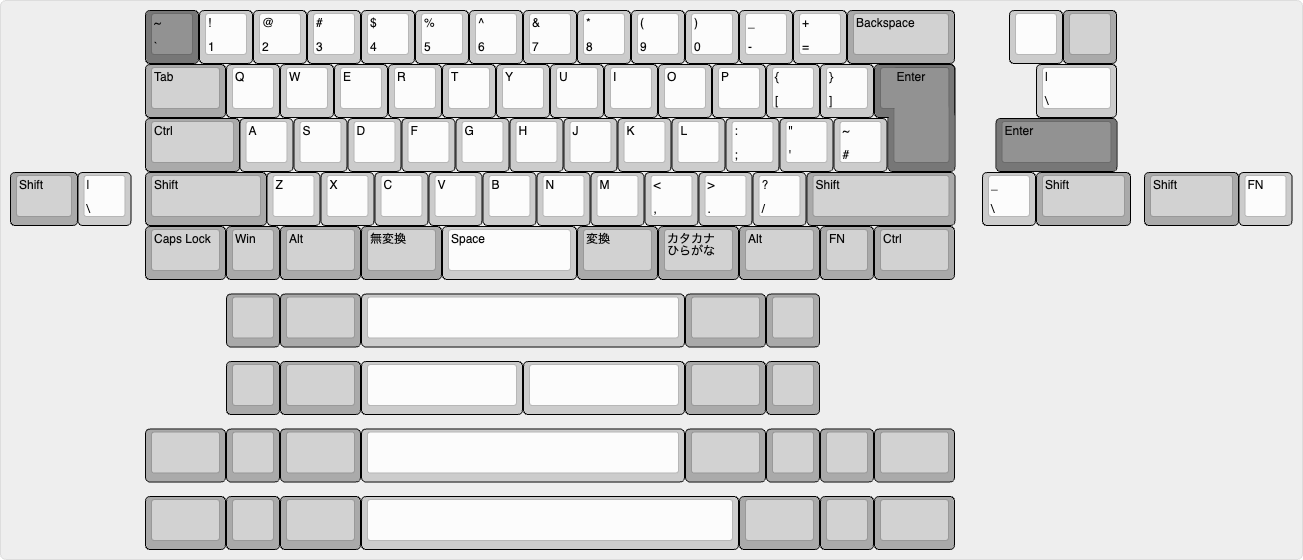 ~ ! @ # $ % ^ & * ( ) _ + Backspace
` 1 2 3 4 5 6 7 8 9 0 - =
Tab Q W E R T Y U I O P { } Enter |
[ ] \
Ctrl A S D F G H J K L : " ~ Enter
; ' #
Shift | Shift Z X C V B N M < > ? Shift _ Shift Shift FN
\ , . / \
Caps Lock Win Alt 無変換 Space 変換 カタカナ Alt FN Ctrl
ひらがな